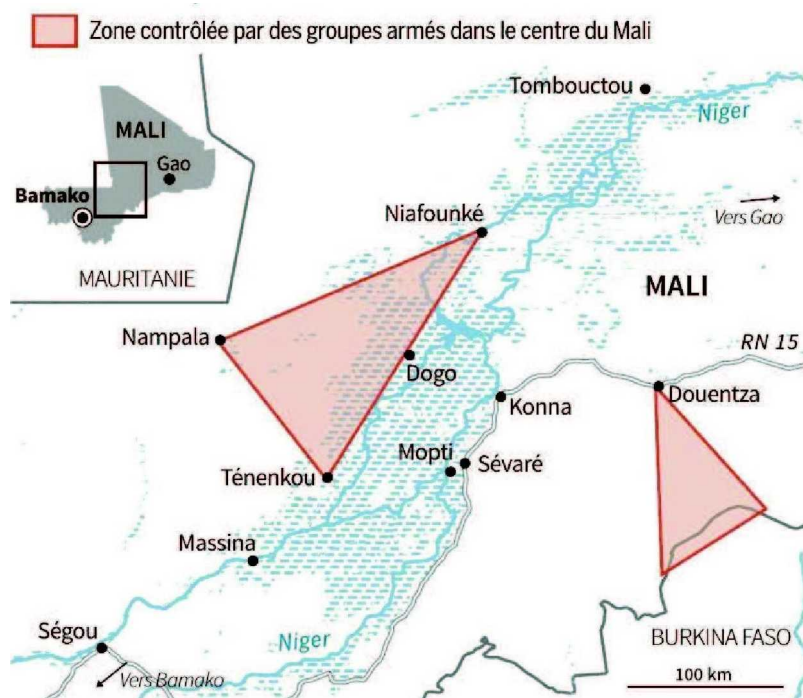 Zone contrôlée par des groupes armés dans le centre du Mali
Tombouctou
Niger
MALI
Gao
Bamako
Niafounké
Vers Gao
MAURITANIE
MALI
Nampala
RN 15
Dogo
Douentza
Konna
Mopti
Sévaré
Ténenkou
Massina
Ségou
Niger
BURKINA FASO
Vers Bamako
100 km